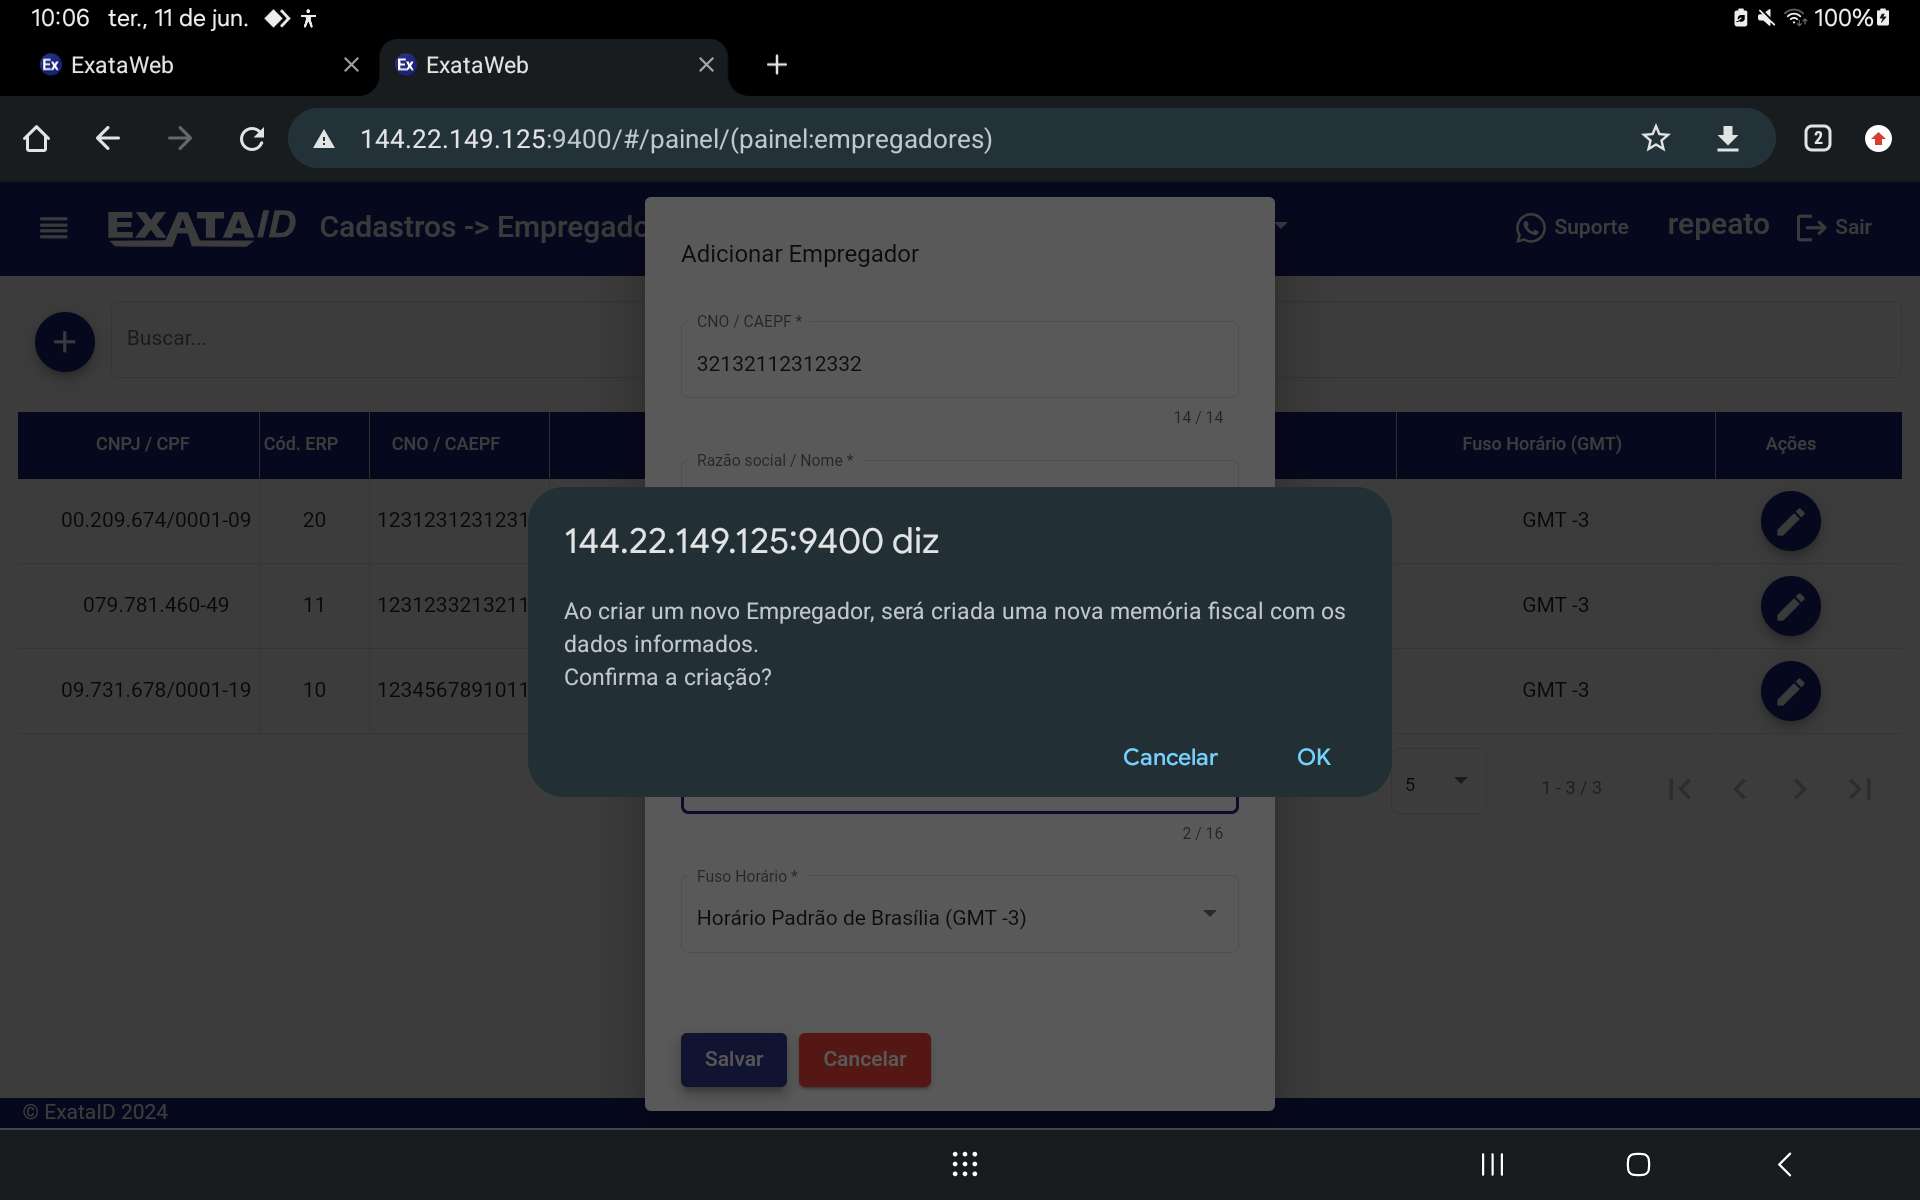 10:06 ter., 11 de jun. 100%
Ex ExataWeb
Ex ExataWeb
144.22.149.125:9400/#/painel/(painel:empregadores)
2
EXATAID Cadastros -> Empregado
Suporte repeato Sair
Adicionar Empregador
CNO / CAEPF *
32132112312332
14 / 14
Razão social / Nome *
Buscar...
CNPJ / CPF Cód. ERP CNO / CAEPF Fuso Horário (GMT) Ações
00.209.674/0001-09 20 1231231231231 GMT -3
079.781.460-49 11 1231233213211 GMT -3
09.731.678/0001-19 10 1234567891011 GMT -3
144.22.149.125:9400 diz
Ao criar um novo Empregador, será criada uma nova memória fiscal com os
dados informados.
Confirma a criação?
Cancelar OK
5 1 - 3 / 3
2 / 16
Fuso Horário *
Horário Padrão de Brasília (GMT -3)
Salvar Cancelar
© ExataID 2024